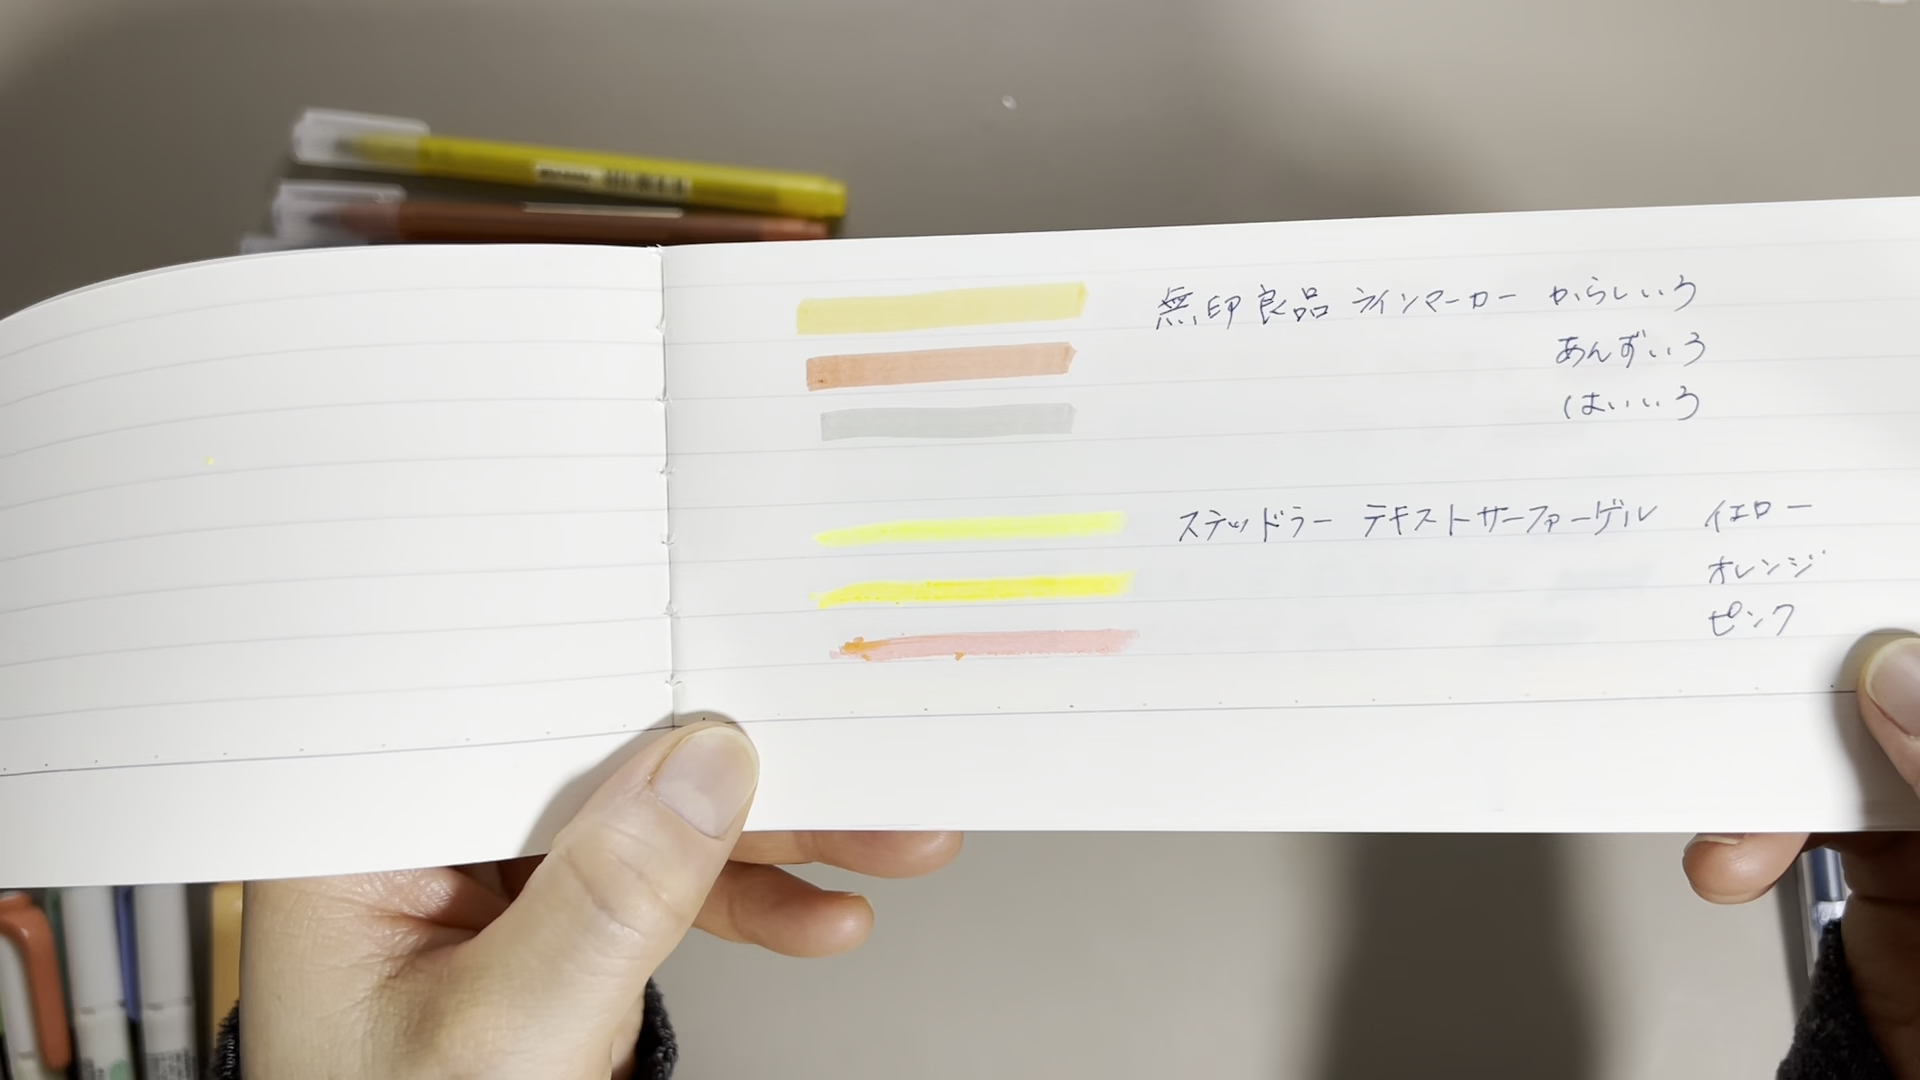 無印良品 ラインマーカー からしいろ
あんずいろ
はいいろ
ステッドラー テキストサーファーゲル イエロー
オレンジ
ピンク